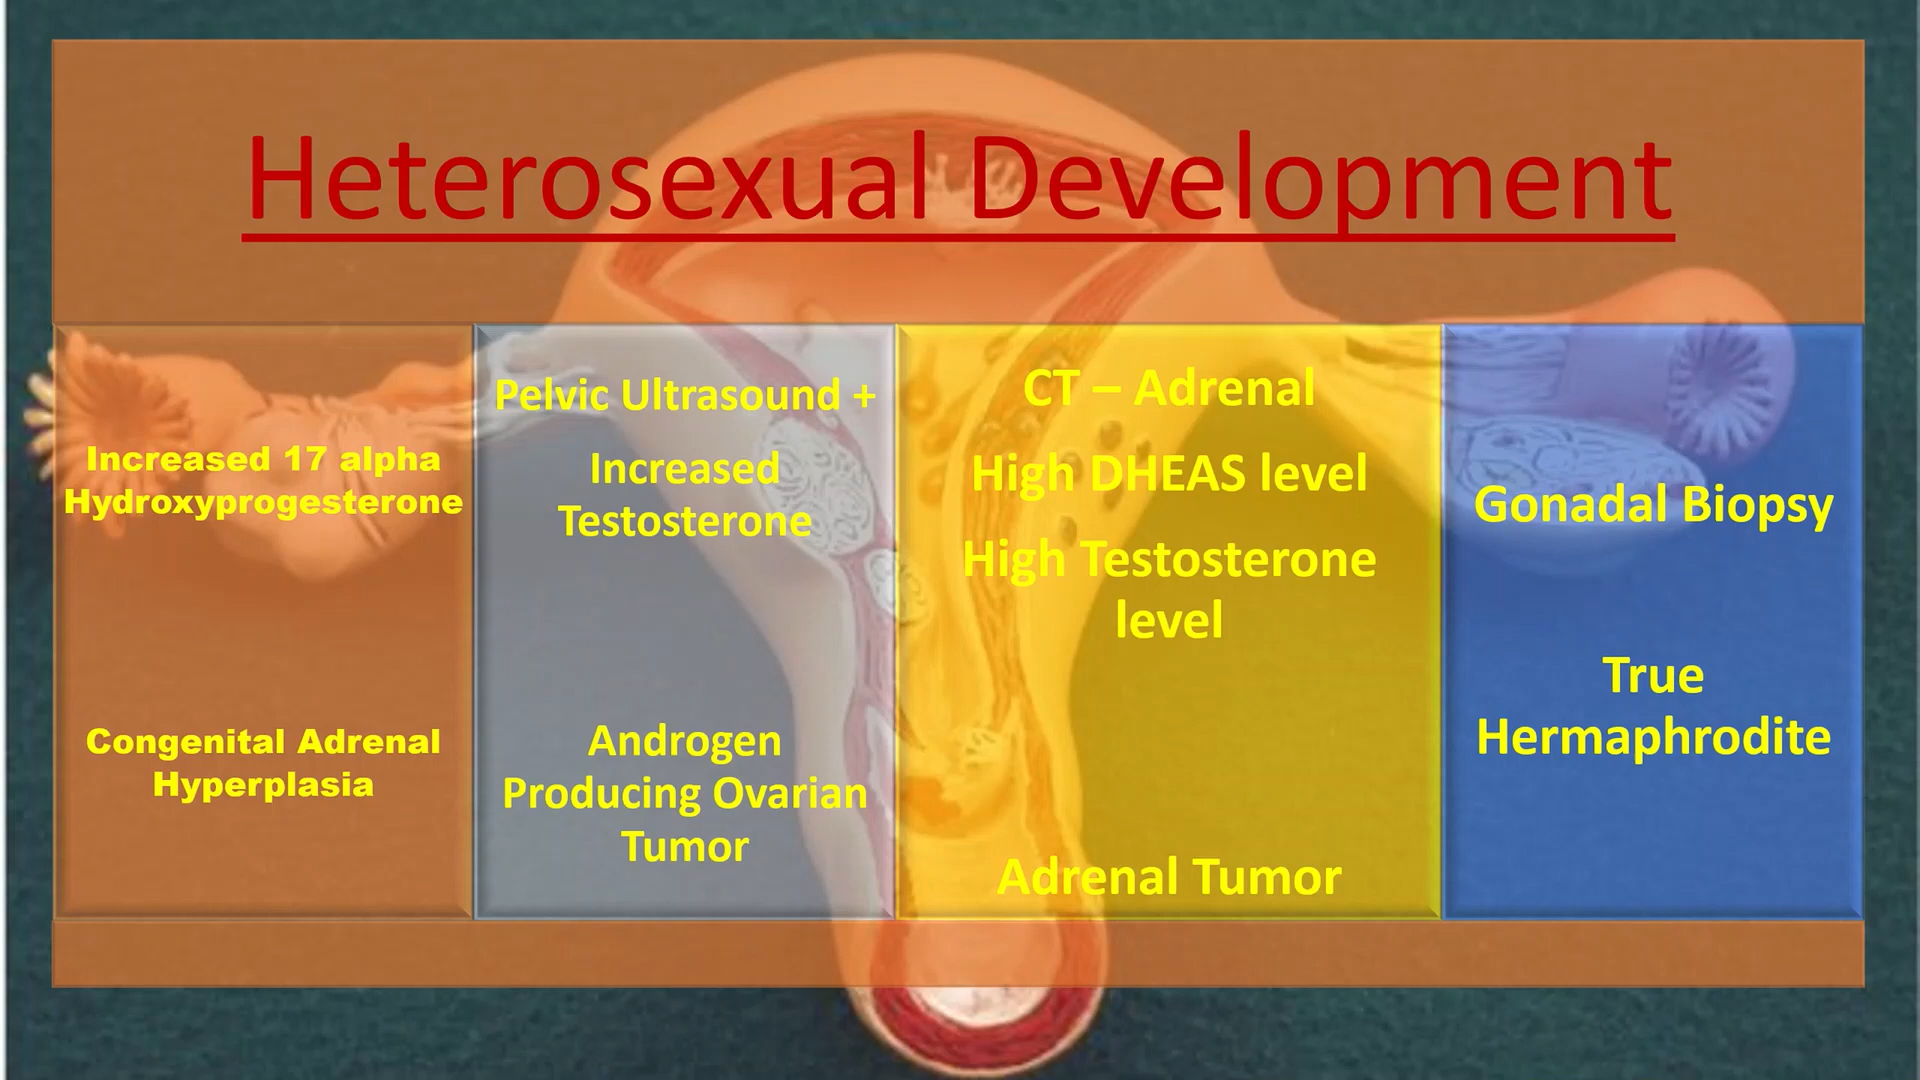 Heterosexual Development
Increased 17 alpha
Hydroxyprogesterone
Congenital Adrenal
Hyperplasia
Pelvic Ultrasound +
Increased
Testosterone
Androgen
Producing Ovarian
Tumor
CT – Adrenal
High DHEAS level
High Testosterone
level
Adrenal Tumor
Gonadal Biopsy
True
Hermaphrodite